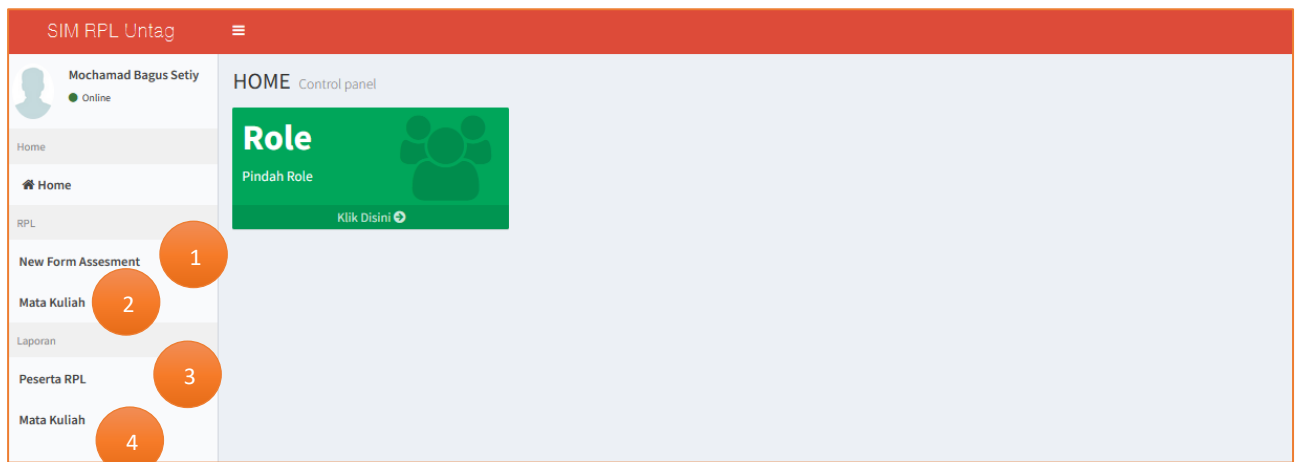 SIM RPL Untag
Mochamad Bagus Setiy
Online
HOME Control panel
Role
Pindah Role
Klik Disini
Home
Home
RPL
New Form Assesment
1
Mata Kuliah
2
Laporan
Peserta RPL
3
Mata Kuliah
4